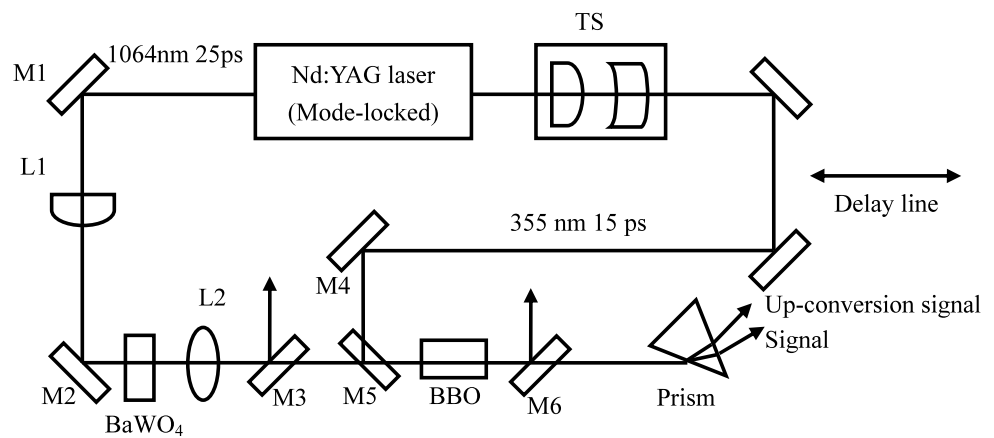 TS
1064nm 25ps
M1
Nd:YAG laser
(Mode-locked)
L1
Delay line
355 nm 15 ps
M4
L2
Up-conversion signal
Signal
M2
M3
M5
BBO
M6
Prism
BaWO₄